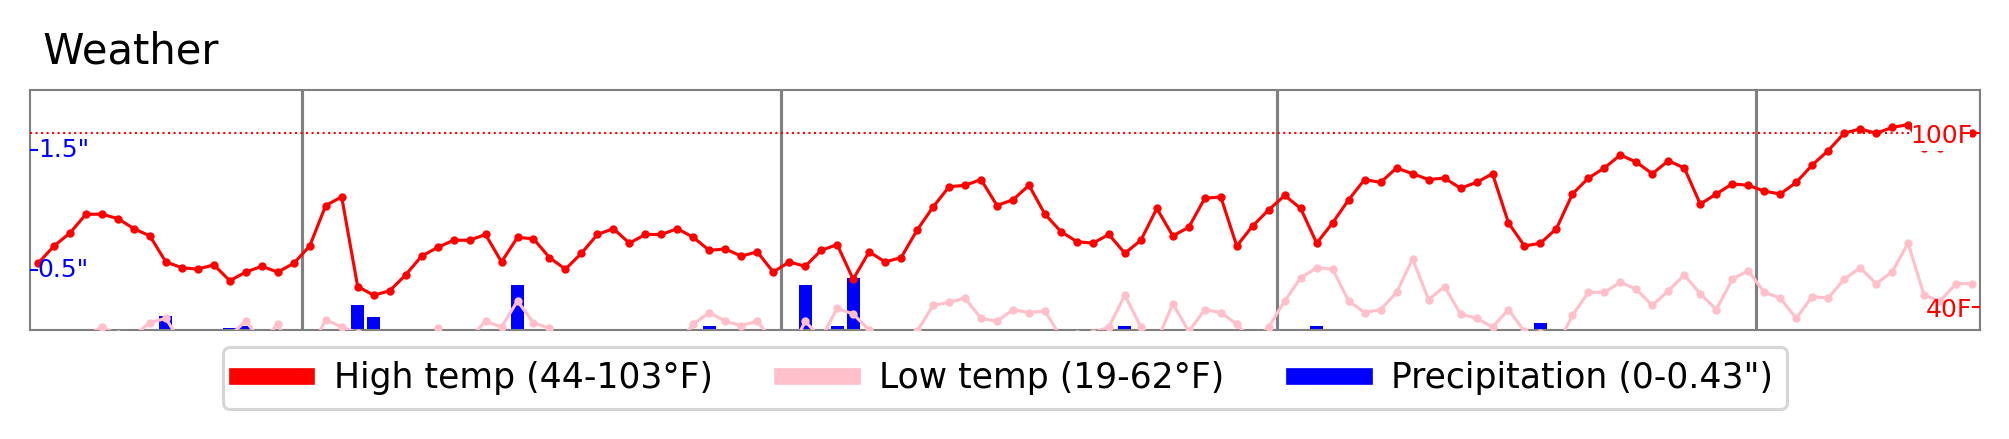 Weather
1.5"
100F
0.5"
40F
High temp (44-103°F) Low temp (19-62°F) Precipitation (0-0.43")